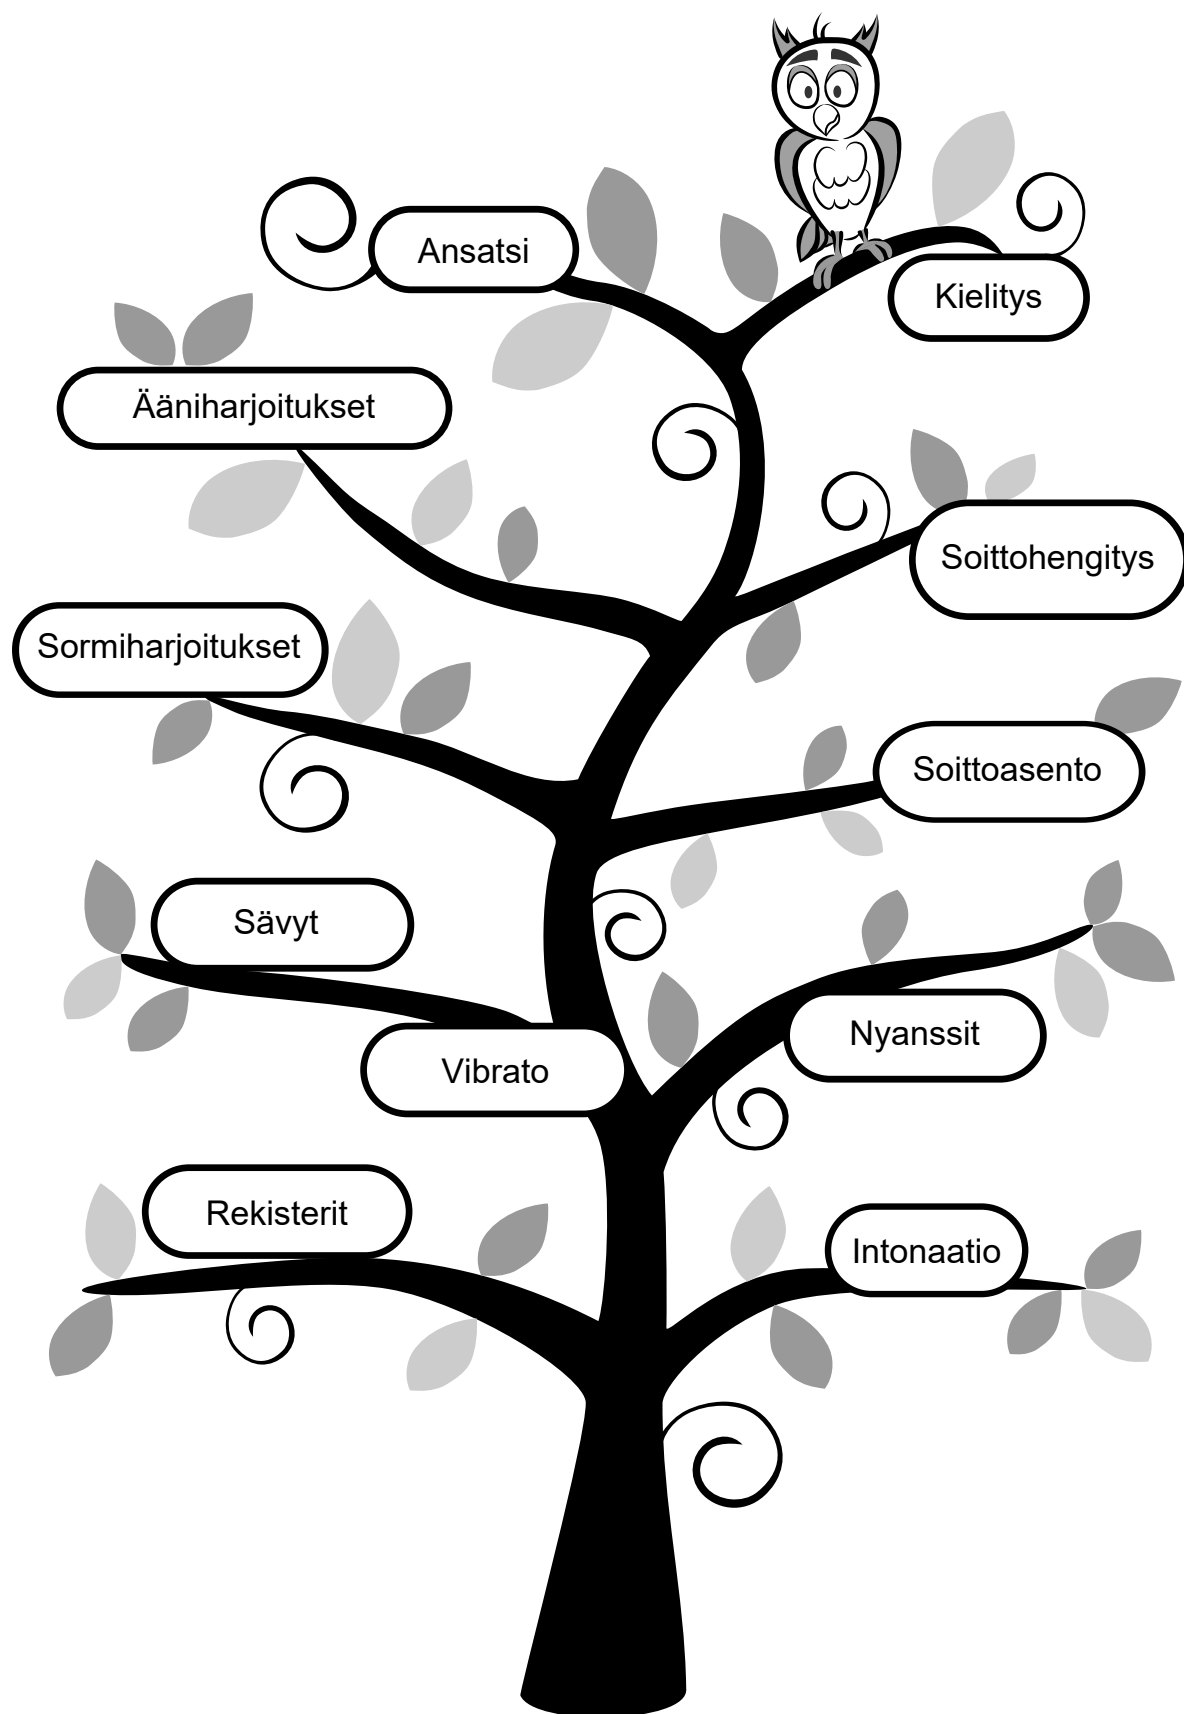 Ansatsi
Kielitys
Ääniharjoitukset
Soittohengitys
Sormiharjoitukset
Soittoasento
Sävyt
Nyanssit
Vibrato
Rekisterit
Intonaatio